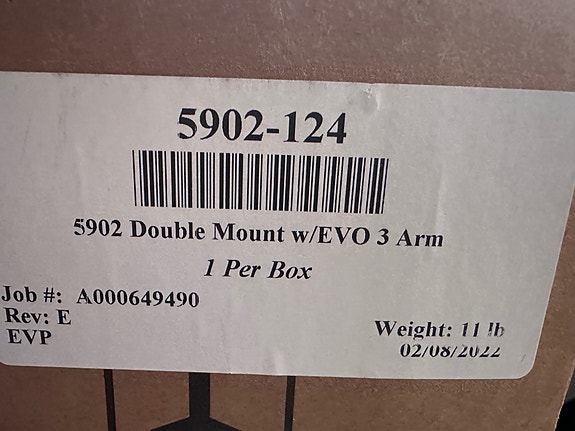 5902-124
5902 Double Mount w/EVO 3 Arm
1 Per Box
Job #: A000649490
Rev: E
EVP
Weight: 11 lb
02/08/2022